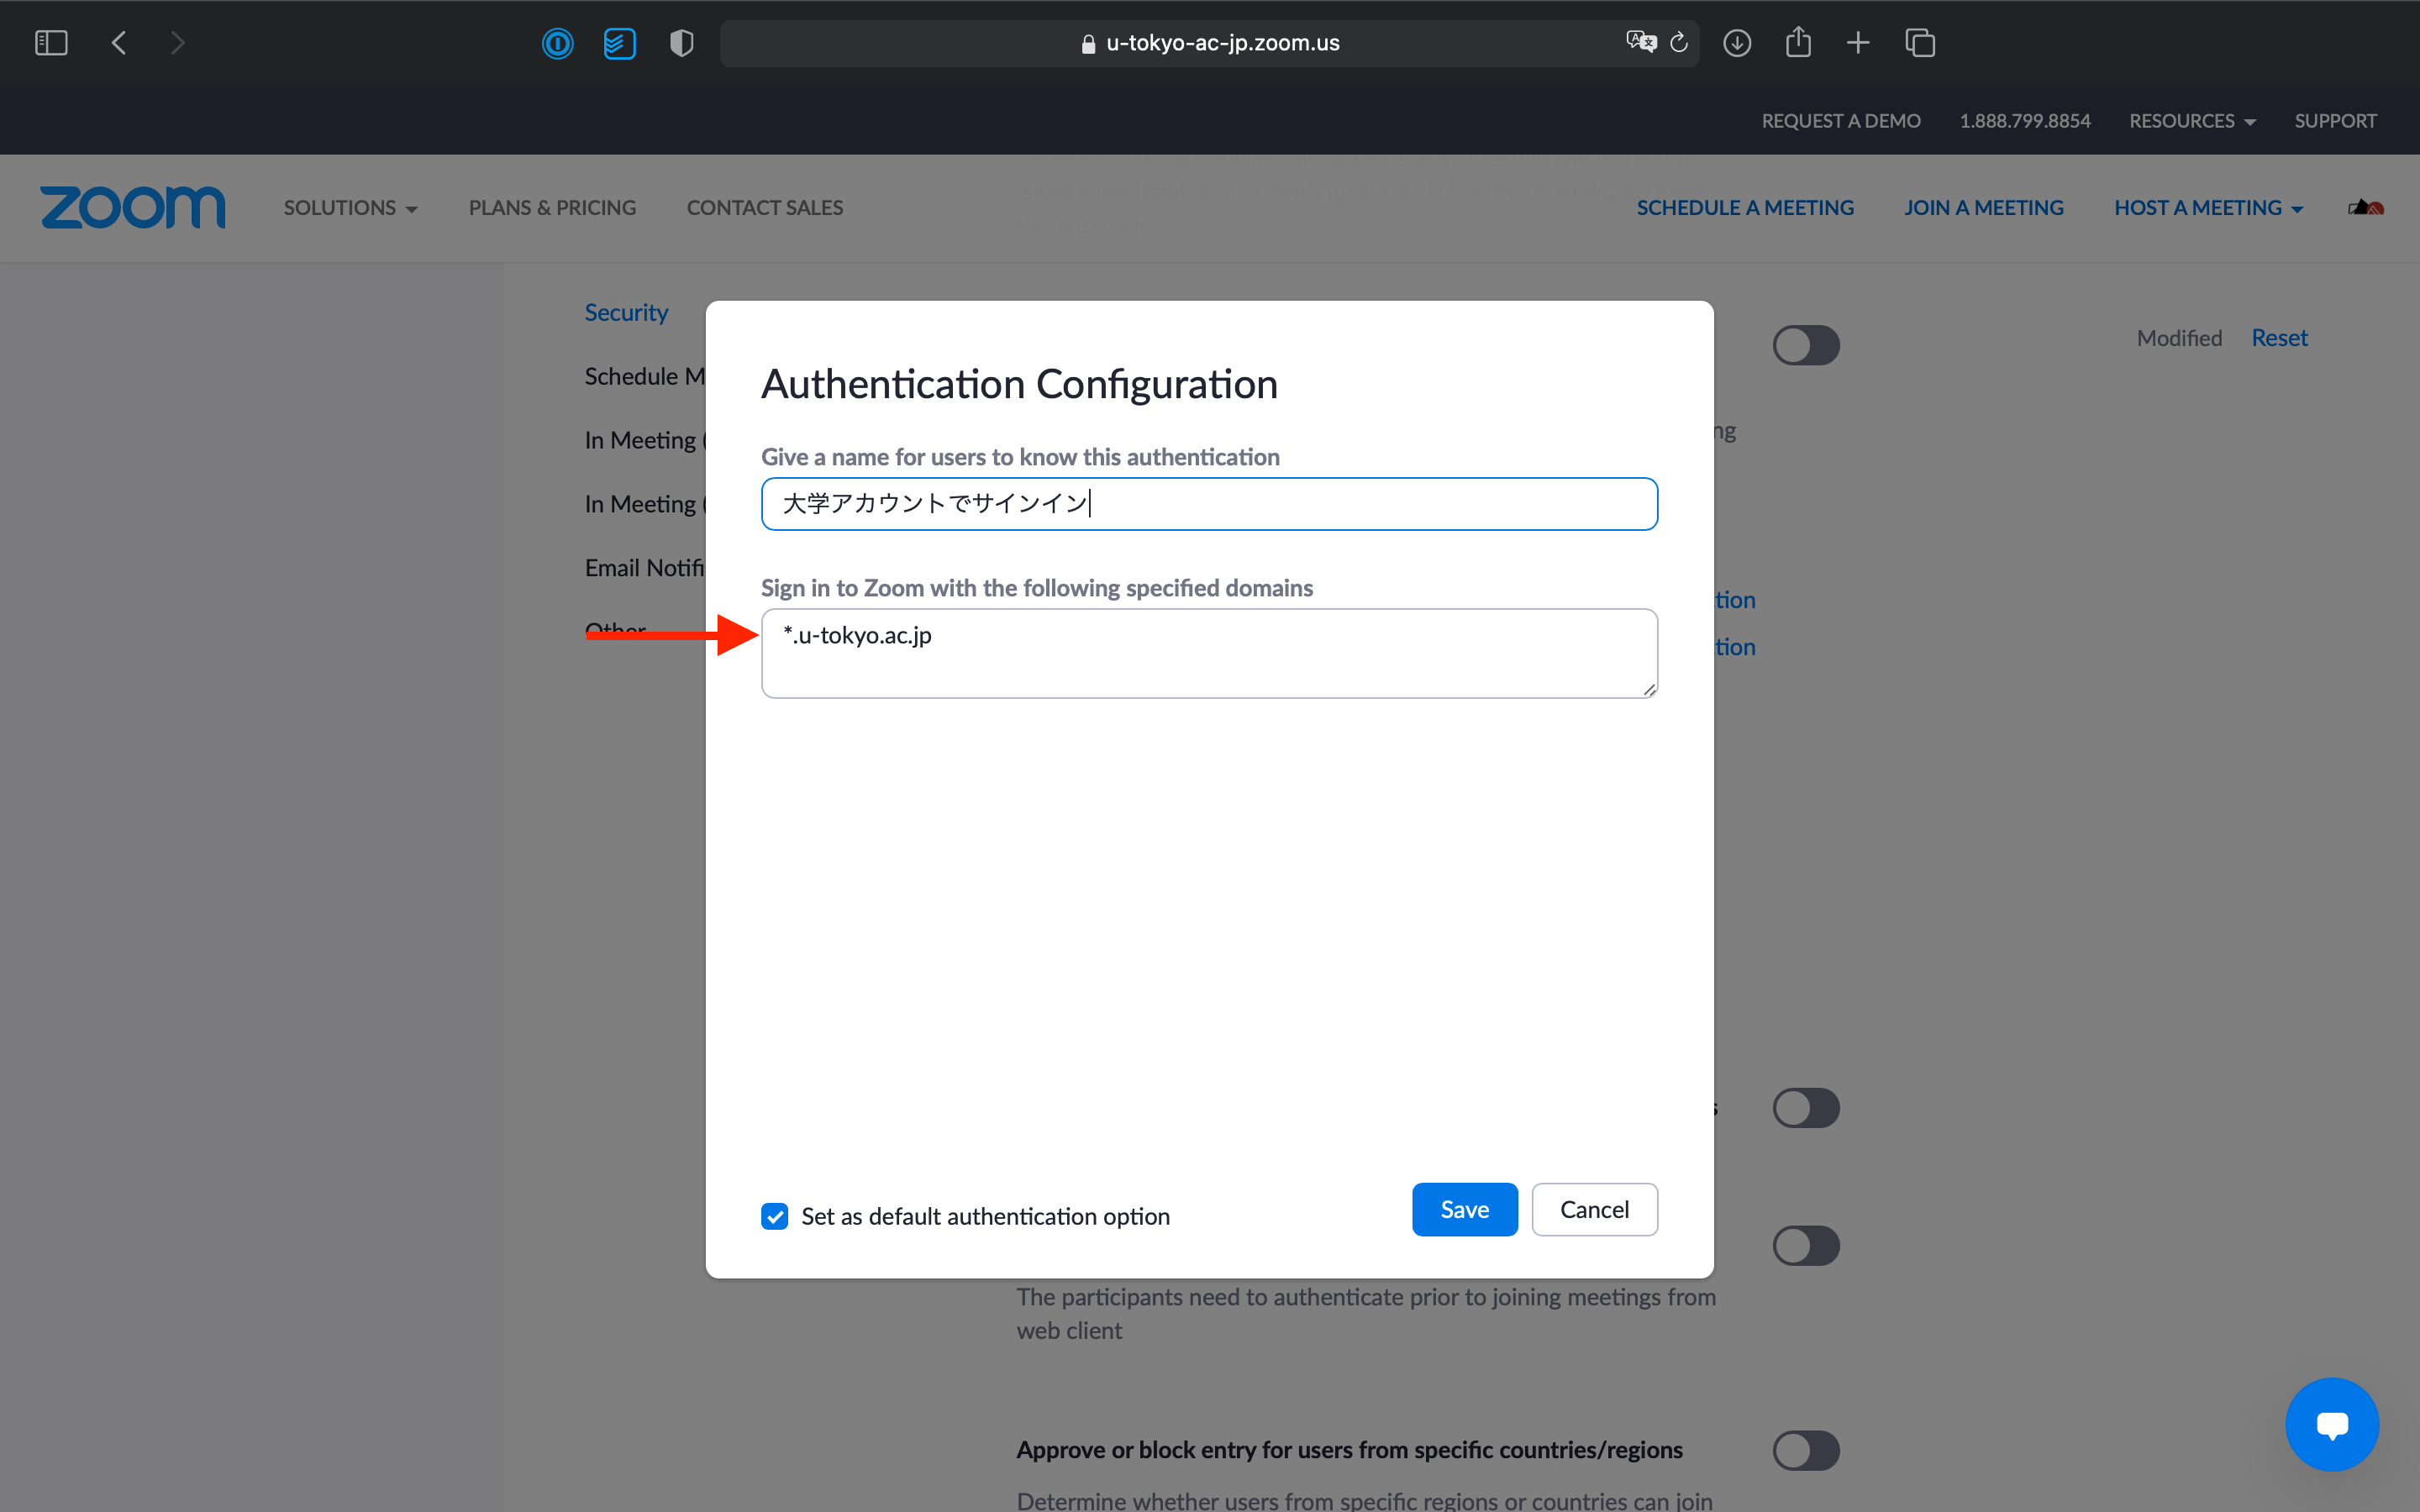 u-tokyo-ac-jp.zoom.us
REQUEST A DEMO 1.888.799.8854 RESOURCES SUPPORT
zoom SOLUTIONS PLANS & PRICING CONTACT SALES SCHEDULE A MEETING JOIN A MEETING HOST A MEETING
Security
Schedule M
In Meeting (
In Meeting (
Email Notifi
Other
Modified Reset
ng
tion
tion
s
Authentication Configuration
Give a name for users to know this authentication
大学アカウントでサインイン
Sign in to Zoom with the following specified domains
*.u-tokyo.ac.jp
Set as default authentication option
Save Cancel
The participants need to authenticate prior to joining meetings from
web client
Approve or block entry for users from specific countries/regions
Determine whether users from specific regions or countries can join